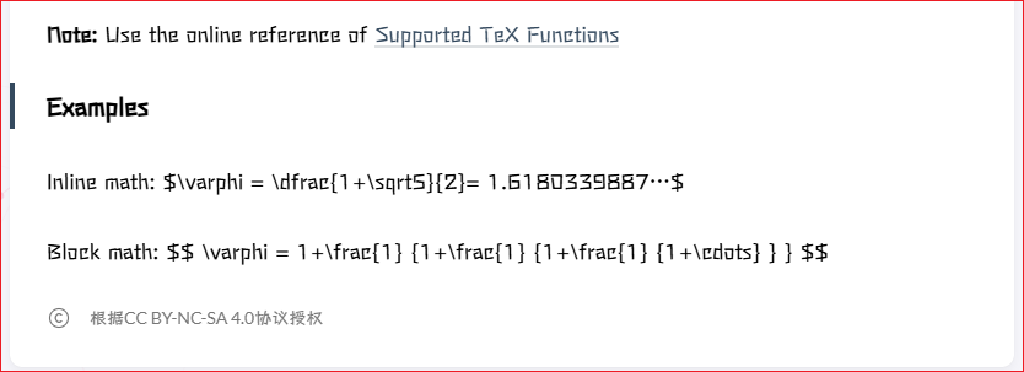 Note: Use the online reference of Supported TeX Functions
Examples
Inline math: $\varphi = \dfrac{1+\sqrt5}{2}= 1.6180339887…$
Block math: $$ \varphi = 1+\frac{1} {1+\frac{1} {1+\frac{1} {1+\cdots} } } $$
© 根据CC BY-NC-SA 4.0协议授权